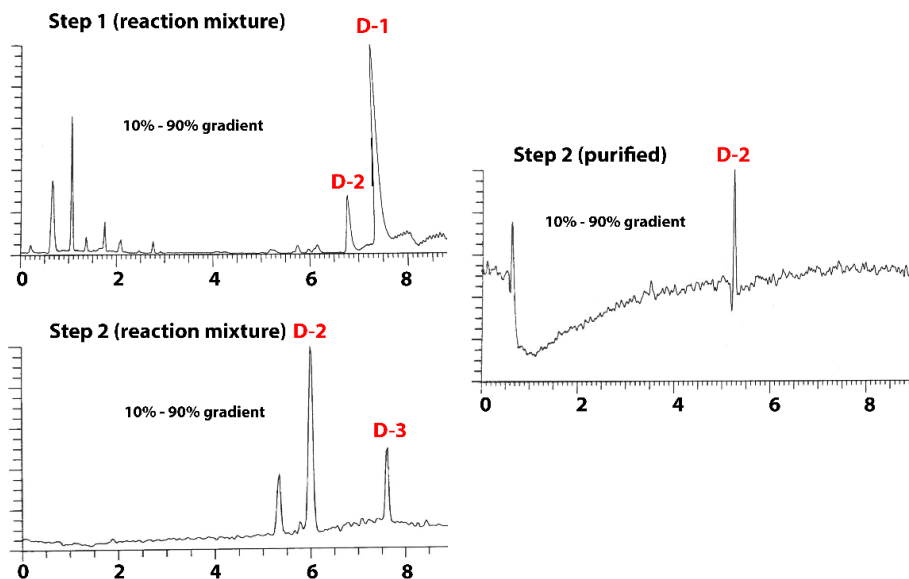 Step 1 (reaction mixture)
D-1
10% - 90% gradient
D-2
0 2 4 6 8
Step 2 (purified)
D-2
10% - 90% gradient
0 2 4 6 8
Step 2 (reaction mixture)
D-2
10% - 90% gradient
D-3
0 2 4 6 8